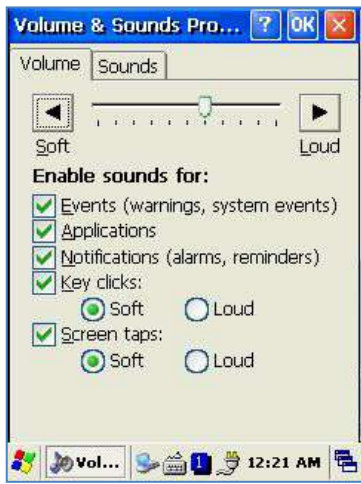 Volume & Sounds Pro... ? OK
Volume Sounds
Soft Loud
Enable sounds for:
Events (warnings, system events)
Applications
Notifications (alarms, reminders)
Key clicks:
Soft Loud
Screen taps:
Soft Loud
Vol... 1 12:21 AM